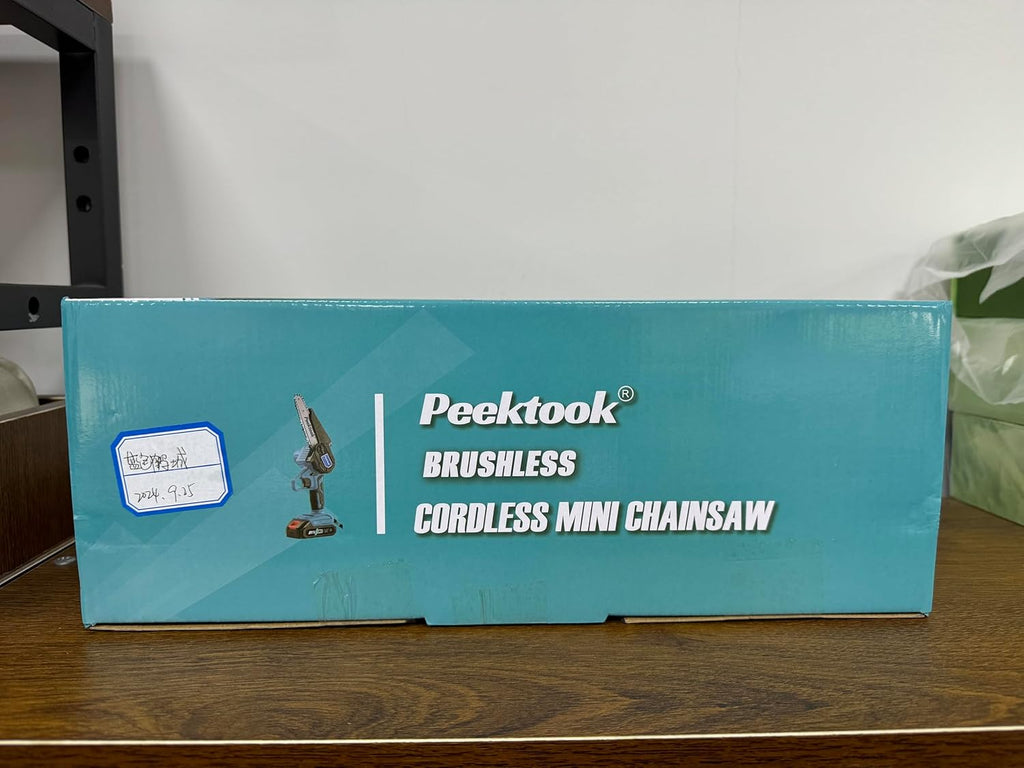 Peektook®
BRUSHLESS
CORDLESS MINI CHAINSAW
2024.9.25